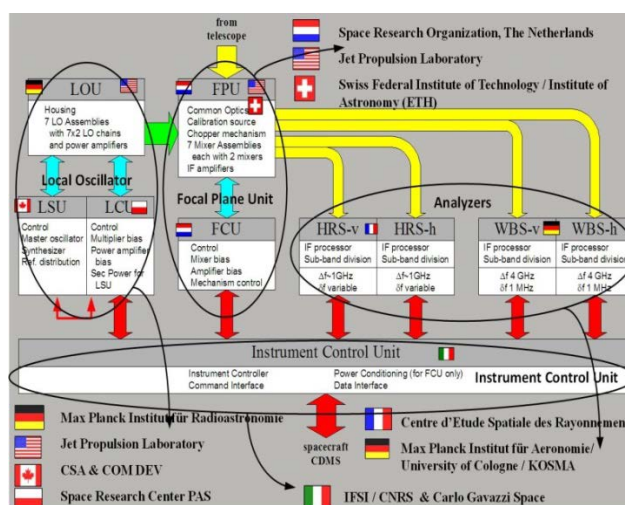 from
telescope
Space Research Organization, The Netherlands
Jet Propulsion Laboratory
Swiss Federal Institute of Technology / Institute of
Astronomy (ETH)
LOU
Housing
7 LO Assembles
with 7x2 LO chains
and power amplifiers
FPU
Common Optics
Calibration source
Chopper mechanism
7 Mixer Assembles
each with 2 mixers
IF amplifiers
Local Oscillator
Focal Plane Unit
Analyzers
LSU
Control
Master oscillator
Synthesizer
Ref. distribution
LCU
Control
Multiplier bias
Power amplifier
bias
Sec Power for
LSU
FCU
Control
Mixer bias
Amplifier bias
Mechanism control
HRS-v
IF processor
Sub-band division
Δf~1GHz
δf variable
HRS-h
IF processor
Sub-band division
Δf~1GHz
δf variable
WBS-v
IF processor
Sub-band division
Δf 4 GHz
δf 1 MHz
WBS-h
IF processor
Sub-band division
Δf 4 GHz
δf 1 MHz
Instrument Control Unit
Instrument Controller
Command Interface
Power Conditioning (for FCU only)
Data Interface
Instrument Control Unit
Max Planck Institut für Radioastronomie
Jet Propulsion Laboratory
CSA & COM DEV
Space Research Center PAS
spacecraft
CDMS
Centre d'Etude Spatiale des Rayonnement
Max Planck Institut für Aeronomie/
University of Cologne / KOSMA
IFSI / CNRS & Carlo Gavazzi Space